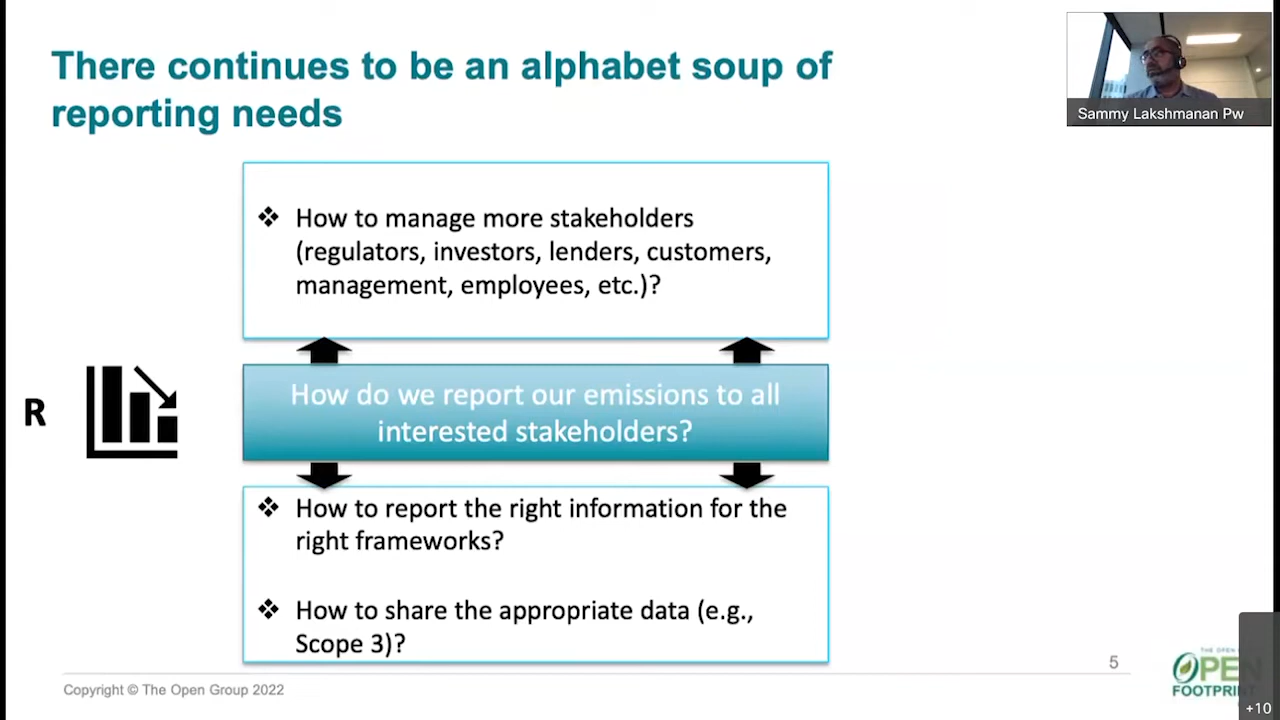 There continues to be an alphabet soup of
reporting needs
Sammy Lakshmanan Pw
❖ How to manage more stakeholders
(regulators, investors, lenders, customers,
management, employees, etc.)?
R
How do we report our emissions to all
interested stakeholders?
❖ How to report the right information for the
right frameworks?
❖ How to share the appropriate data (e.g.,
Scope 3)?
Copyright © The Open Group 2022
5
THE OPEN
OPEN
FOOTPRINT
+10